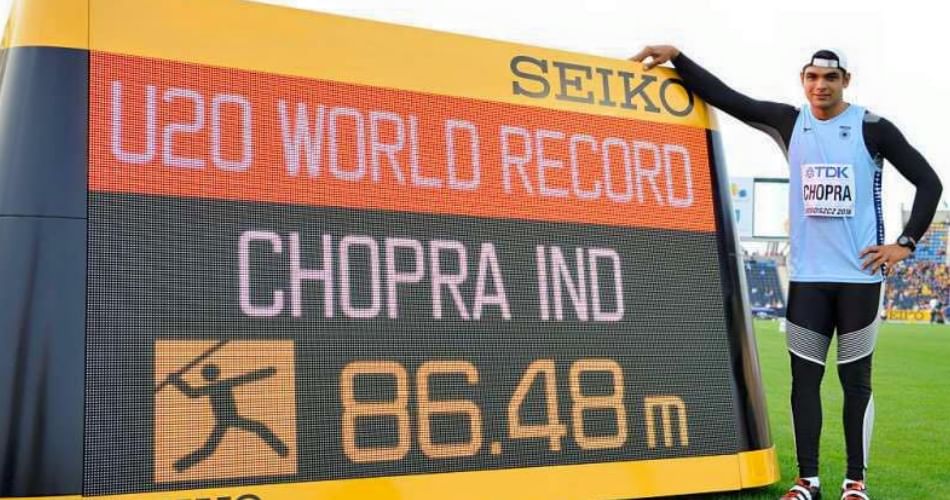 SEIKO
U20 WORLD RECORD
CHOPRA IND
86.48 m
TDK
CHOPRA